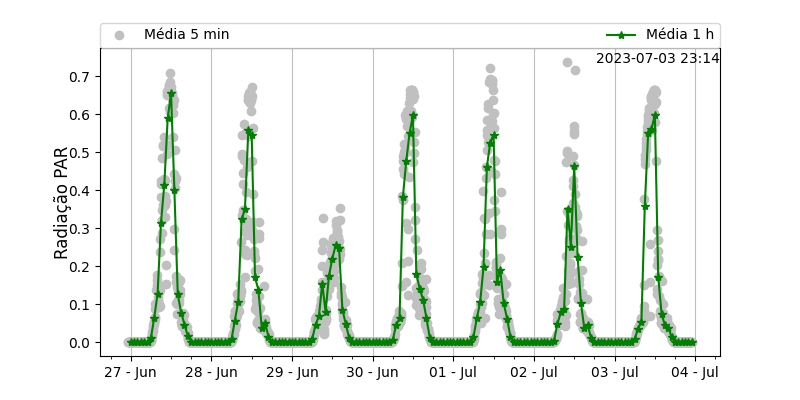 Média 5 min
Média 1 h
2023-07-03 23:14
Radiação PAR
0.7
0.6
0.5
0.4
0.3
0.2
0.1
0.0
27 - Jun
28 - Jun
29 - Jun
30 - Jun
01 - Jul
02 - Jul
03 - Jul
04 - Jul